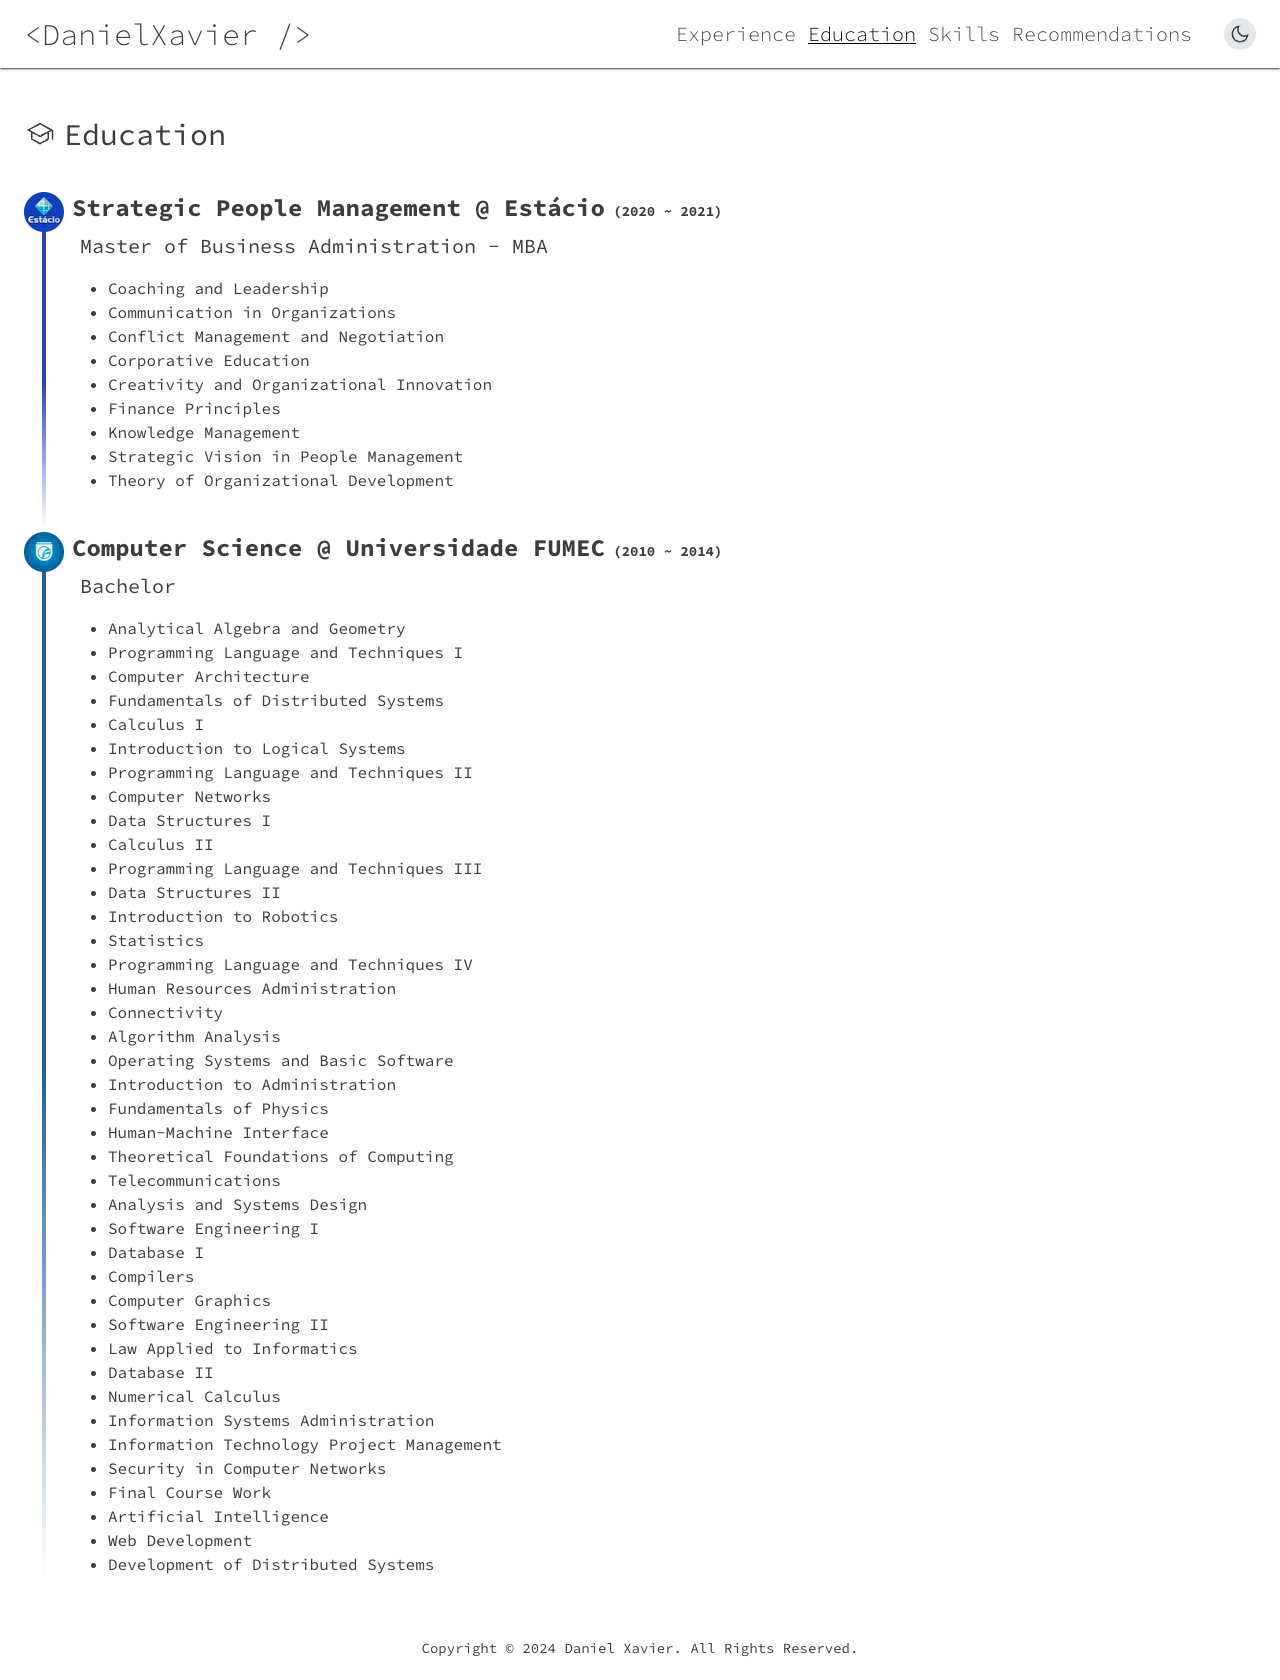 <DanielXavier />
Experience Education Skills Recommendations
Education
Estácio
Strategic People Management @ Estácio (2020 ~ 2021)
Master of Business Administration - MBA
• Coaching and Leadership
• Communication in Organizations
• Conflict Management and Negotiation
• Corporative Education
• Creativity and Organizational Innovation
• Finance Principles
• Knowledge Management
• Strategic Vision in People Management
• Theory of Organizational Development
Computer Science @ Universidade FUMEC (2010 ~ 2014)
Bachelor
• Analytical Algebra and Geometry
• Programming Language and Techniques I
• Computer Architecture
• Fundamentals of Distributed Systems
• Calculus I
• Introduction to Logical Systems
• Programming Language and Techniques II
• Computer Networks
• Data Structures I
• Calculus II
• Programming Language and Techniques III
• Data Structures II
• Introduction to Robotics
• Statistics
• Programming Language and Techniques IV
• Human Resources Administration
• Connectivity
• Algorithm Analysis
• Operating Systems and Basic Software
• Introduction to Administration
• Fundamentals of Physics
• Human-Machine Interface
• Theoretical Foundations of Computing
• Telecommunications
• Analysis and Systems Design
• Software Engineering I
• Database I
• Compilers
• Computer Graphics
• Software Engineering II
• Law Applied to Informatics
• Database II
• Numerical Calculus
• Information Systems Administration
• Information Technology Project Management
• Security in Computer Networks
• Final Course Work
• Artificial Intelligence
• Web Development
• Development of Distributed Systems
Copyright © 2024 Daniel Xavier. All Rights Reserved.